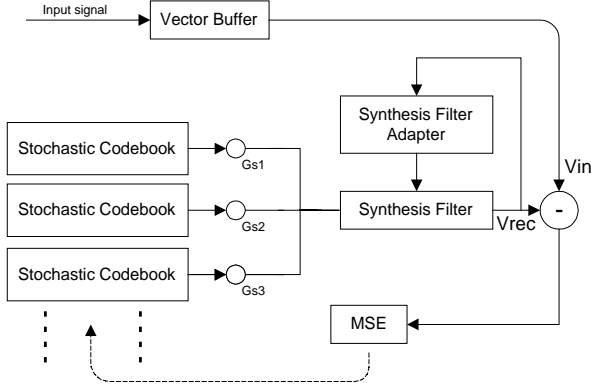 Input signal
Vector Buffer
Synthesis Filter
Adapter
Stochastic Codebook
Gs1
Vin
Stochastic Codebook
Gs2
Synthesis Filter
Vrec
-
Stochastic Codebook
Gs3
MSE